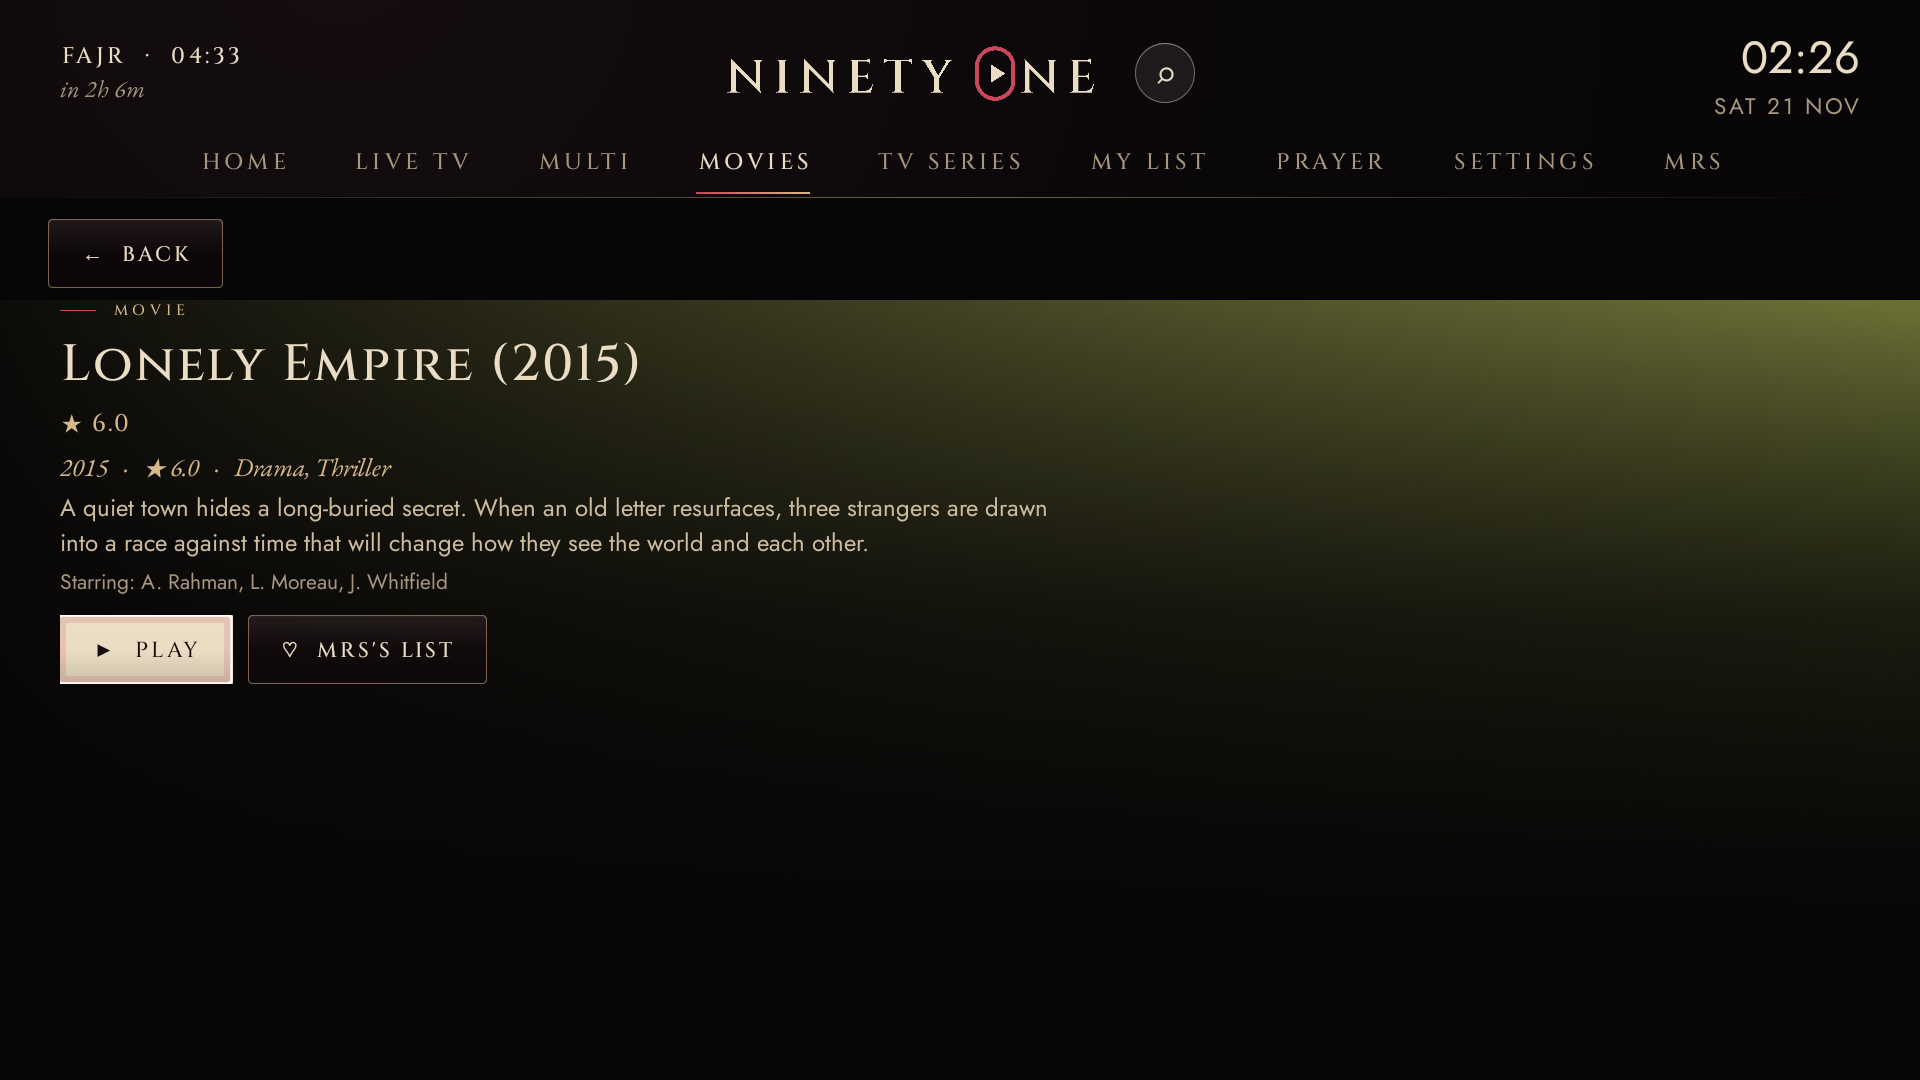 FAJR · 04:33
in 2h 6m
NINETY ONE
02:26
SAT 21 NOV
HOME LIVE TV MULTI MOVIES TV SERIES MY LIST PRAYER SETTINGS MRS
← BACK
MOVIE
Lonely Empire (2015)
★ 6.0
2015 · ★ 6.0 · Drama, Thriller
A quiet town hides a long-buried secret. When an old letter resurfaces, three strangers are drawn
into a race against time that will change how they see the world and each other.
Starring: A. Rahman, L. Moreau, J. Whitfield
► PLAY
♡ MRS'S LIST